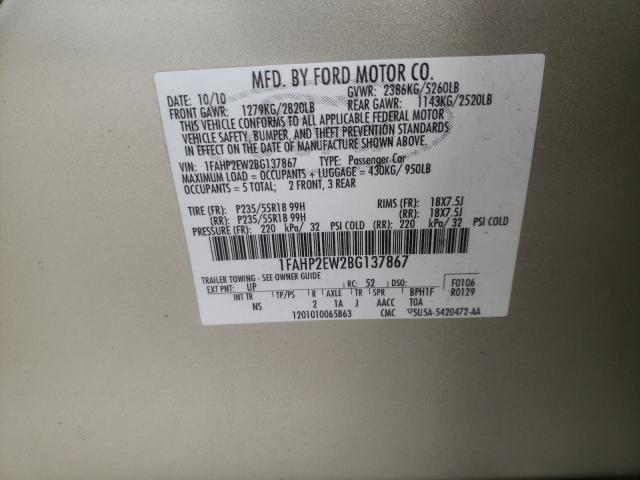 MFD. BY FORD MOTOR CO.
DATE: 10/10 GVWR: 2386KG/5260LB
FRONT GAWR: 1279KG/2820LB REAR GAWR: 1143KG/2520LB
THIS VEHICLE CONFORMS TO ALL APPLICABLE FEDERAL MOTOR
VEHICLE SAFETY, BUMPER, AND THEFT PREVENTION STANDARDS
IN EFFECT ON THE DATE OF MANUFACTURE SHOWN ABOVE.
VIN: 1FAHP2EW2BG137867 TYPE: Passenger Car
MAXIMUM LOAD = OCCUPANTS + LUGGAGE = 430KG/ 950LB
OCCUPANTS = 5 TOTAL; 2 FRONT, 3 REAR
TIRE (FR): P235/55R18 99H RIMS (FR): 18X7.5J
(RR): P235/55R18 99H (RR): 18X7.5J
PRESSURE (FR): 220 kPa/ 32 PSI COLD (RR): 220 kPa/ 32 PSI COLD
1FAHP2EW2BG137867
TRAILER TOWING - SEE OWNER GUIDE
EXT PNT: UP RC: 52 DSO: F0106
INT TR TP/PS R AXLE TR SPR BPH1F R0129
NS 2 1A J AACC TOA
1201010065863 CMC 5U5A-5420472-AA